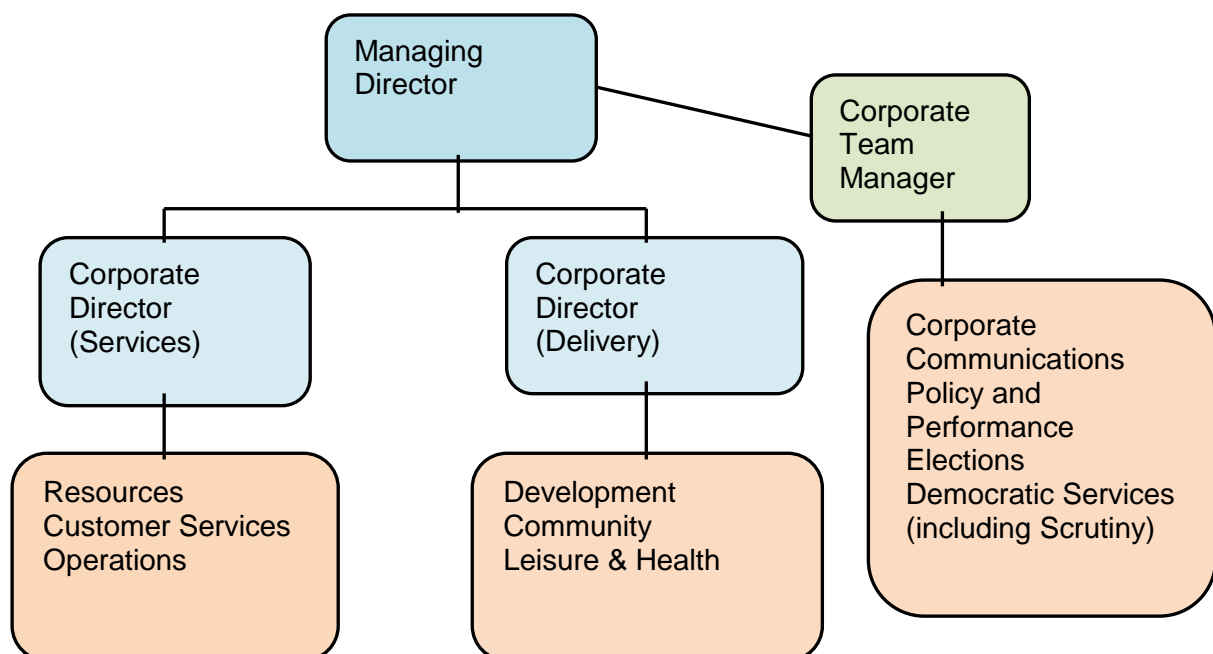 Managing
Director
Corporate
Team
Manager
Corporate
Director
(Services)
Corporate
Director
(Delivery)
Corporate
Communications
Policy and
Performance
Elections
Democratic Services
(including Scrutiny)
Resources
Customer Services
Operations
Development
Community
Leisure & Health